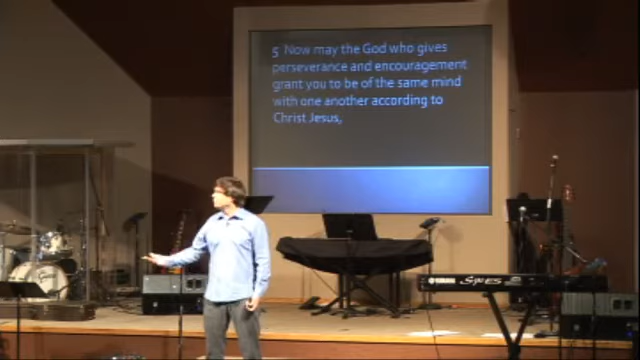 5 Now may the God who gives
perseverance and encouragement
grant you to be of the same mind
with one another according to
Christ Jesus,
YAMAHA